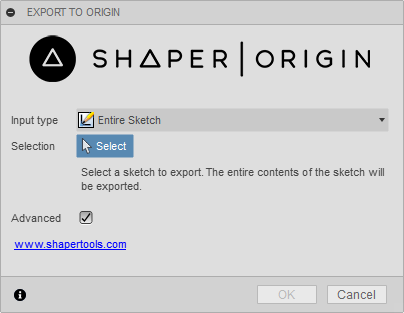 EXPORT TO ORIGIN
SHAPER|ORIGIN
Input type Entire Sketch
Selection Select
Select a sketch to export. The entire contents of the sketch will
be exported.
Advanced
www.shapertools.com
OK Cancel